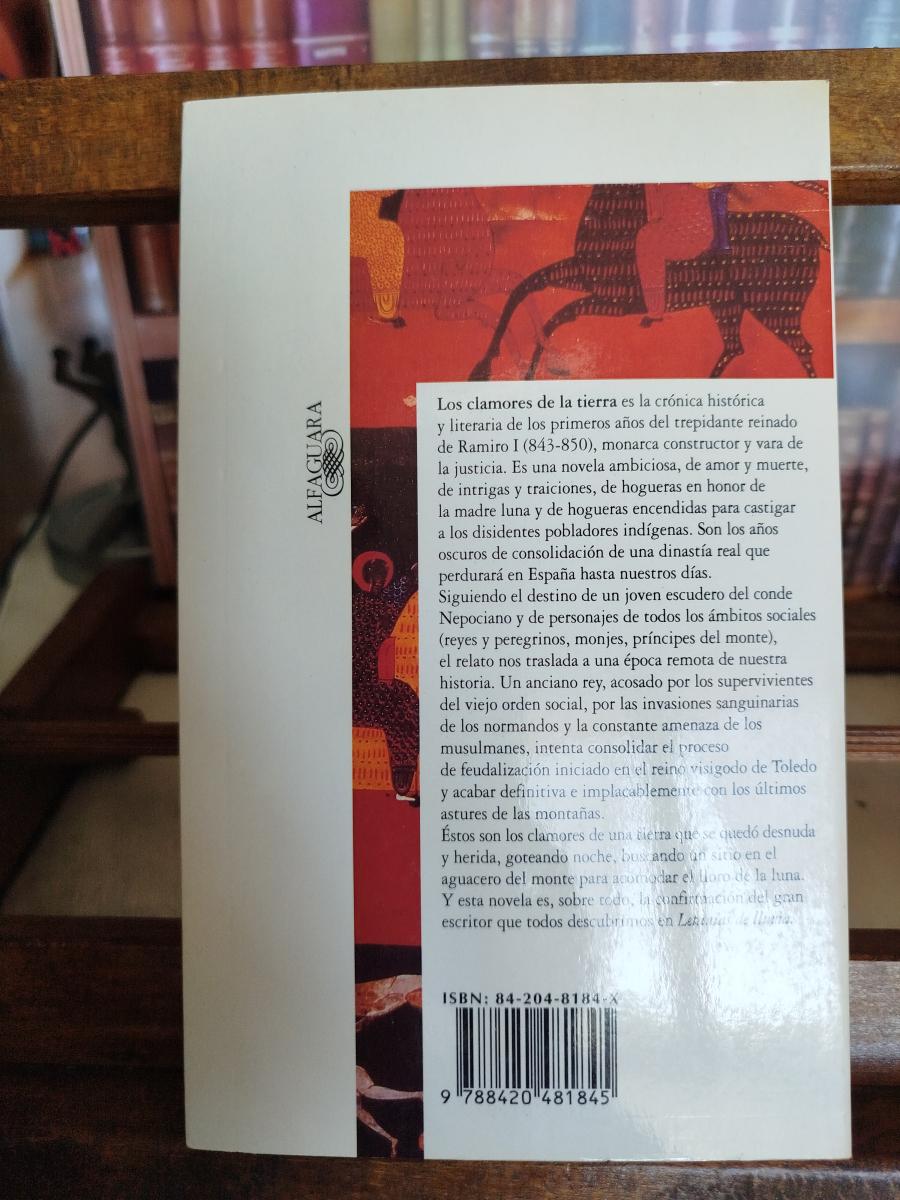 ALFAGUARA
Los clamores de la tierra es la crónica histórica
y literaria de los primeros años del trepidante reinado
de Ramiro I (843-850), monarca constructor y vara de
la justicia. Es una novela ambiciosa, de amor y muerte,
de intrigas y traiciones, de hogueras en honor de
la madre luna y de hogueras encendidas para castigar
a los disidentes pobladores indígenas. Son los años
oscuros de consolidación de una dinastía real que
perdurará en España hasta nuestros días.
Siguiendo el destino de un joven escudero del conde
Nepociano y de personajes de todos los ámbitos sociales
(reyes y peregrinos, monjes, príncipes del monte),
el relato nos traslada a una época remota de nuestra
historia. Un anciano rey, acosado por los supervivientes
del viejo orden social, por las invasiones sanguinarias
de los normandos y la constante amenaza de los
musulmanes, intenta consolidar el proceso
de feudalización iniciado en el reino visigodo de Toledo
y acabar definitiva e implacablemente con los últimos
astures de las montañas.
Éstos son los clamores de una tierra que se quedó desnuda
y herida, goteando noche, buscando un sitio en el
aguacero del monte para acomodar el lloro de la luna.
Y esta novela es, sobre todo, la confirmación del gran
escritor que todos descubrimos en de lluvia.
ISBN: 84-204-8184-X
9 788420 481845